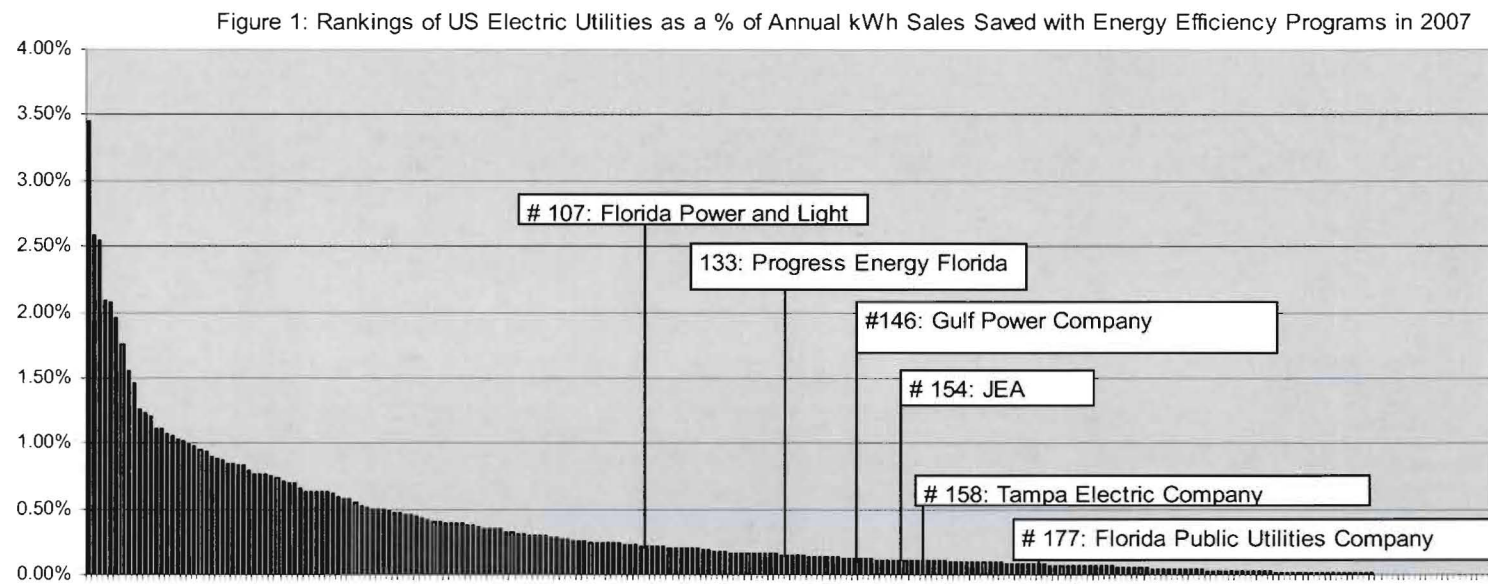 Figure 1: Rankings of US Electric Utilities as a % of Annual kWh Sales Saved with Energy Efficiency Programs in 2007
4.00%
3.50%
3.00%
# 107: Florida Power and Light
2.50%
133: Progress Energy Florida
2.00%
#146: Gulf Power Company
1.50%
# 154: JEA
1.00%
# 158: Tampa Electric Company
0.50%
# 177: Florida Public Utilities Company
0.00%